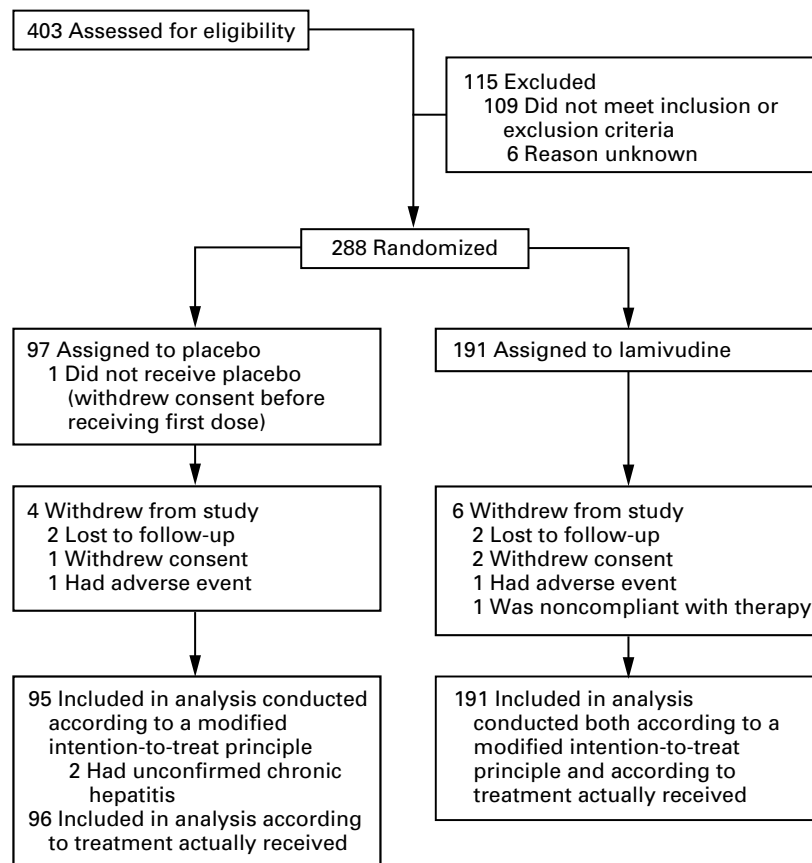 403 Assessed for eligibility
115 Excluded
109 Did not meet inclusion or
exclusion criteria
6 Reason unknown
288 Randomized
97 Assigned to placebo
1 Did not receive placebo
(withdrew consent before
receiving first dose)
191 Assigned to lamivudine
4 Withdrew from study
2 Lost to follow-up
1 Withdrew consent
1 Had adverse event
6 Withdrew from study
2 Lost to follow-up
2 Withdrew consent
1 Had adverse event
1 Was noncompliant with therapy
95 Included in analysis conducted
according to a modified
intention-to-treat principle
2 Had unconfirmed chronic
hepatitis
96 Included in analysis according
to treatment actually received
191 Included in analysis
conducted both according to a
modified intention-to-treat
principle and according to
treatment actually received